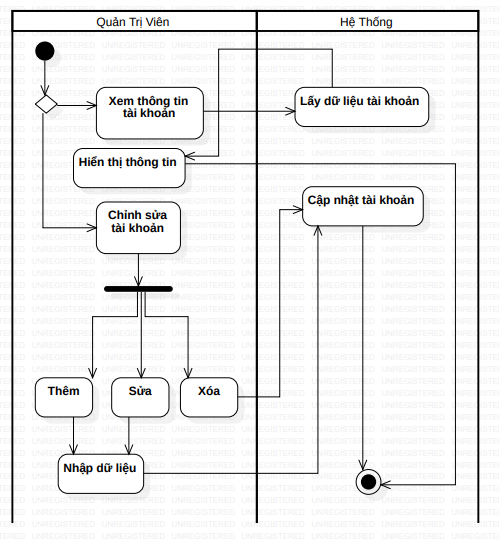 Quản Trị Viên
Hệ Thống
Xem thông tin
tài khoản
Lấy dữ liệu tài khoản
Hiển thị thông tin
Chỉnh sửa
tài khoản
Cập nhật tài khoản
Thêm
Sửa
Xóa
Nhập dữ liệu